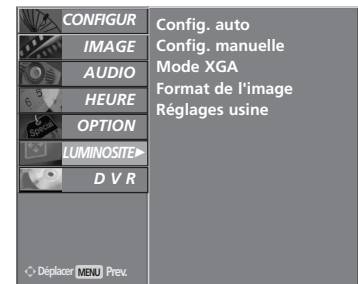 CONFIGUR
IMAGE
AUDIO
HEURE
OPTION
LUMINOSITE►
D V R
Config. auto
Config. manuelle
Mode XGA
Format de l'image
Réglages usine
Déplacer MENU Prev.